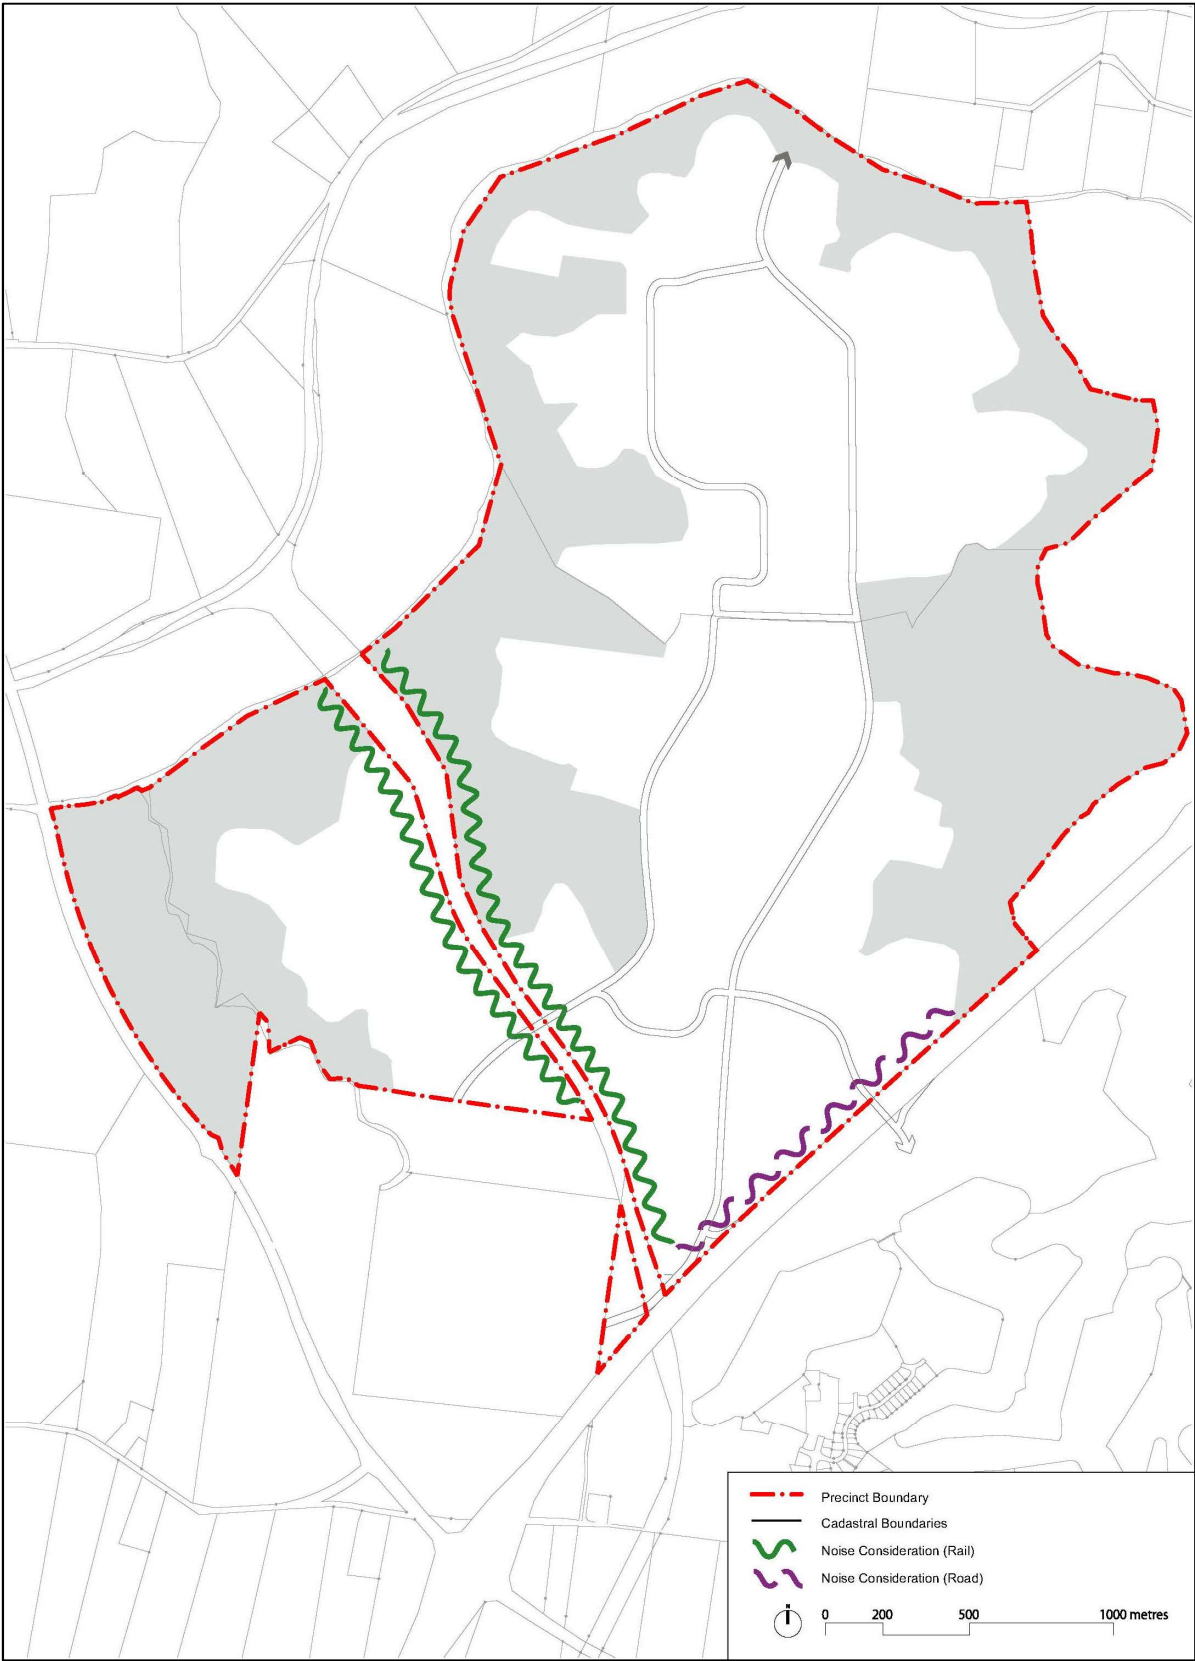 Precinct Boundary
Cadastral Boundaries
Noise Consideration (Rail)
Noise Consideration (Road)
0 200 500 1000 metres